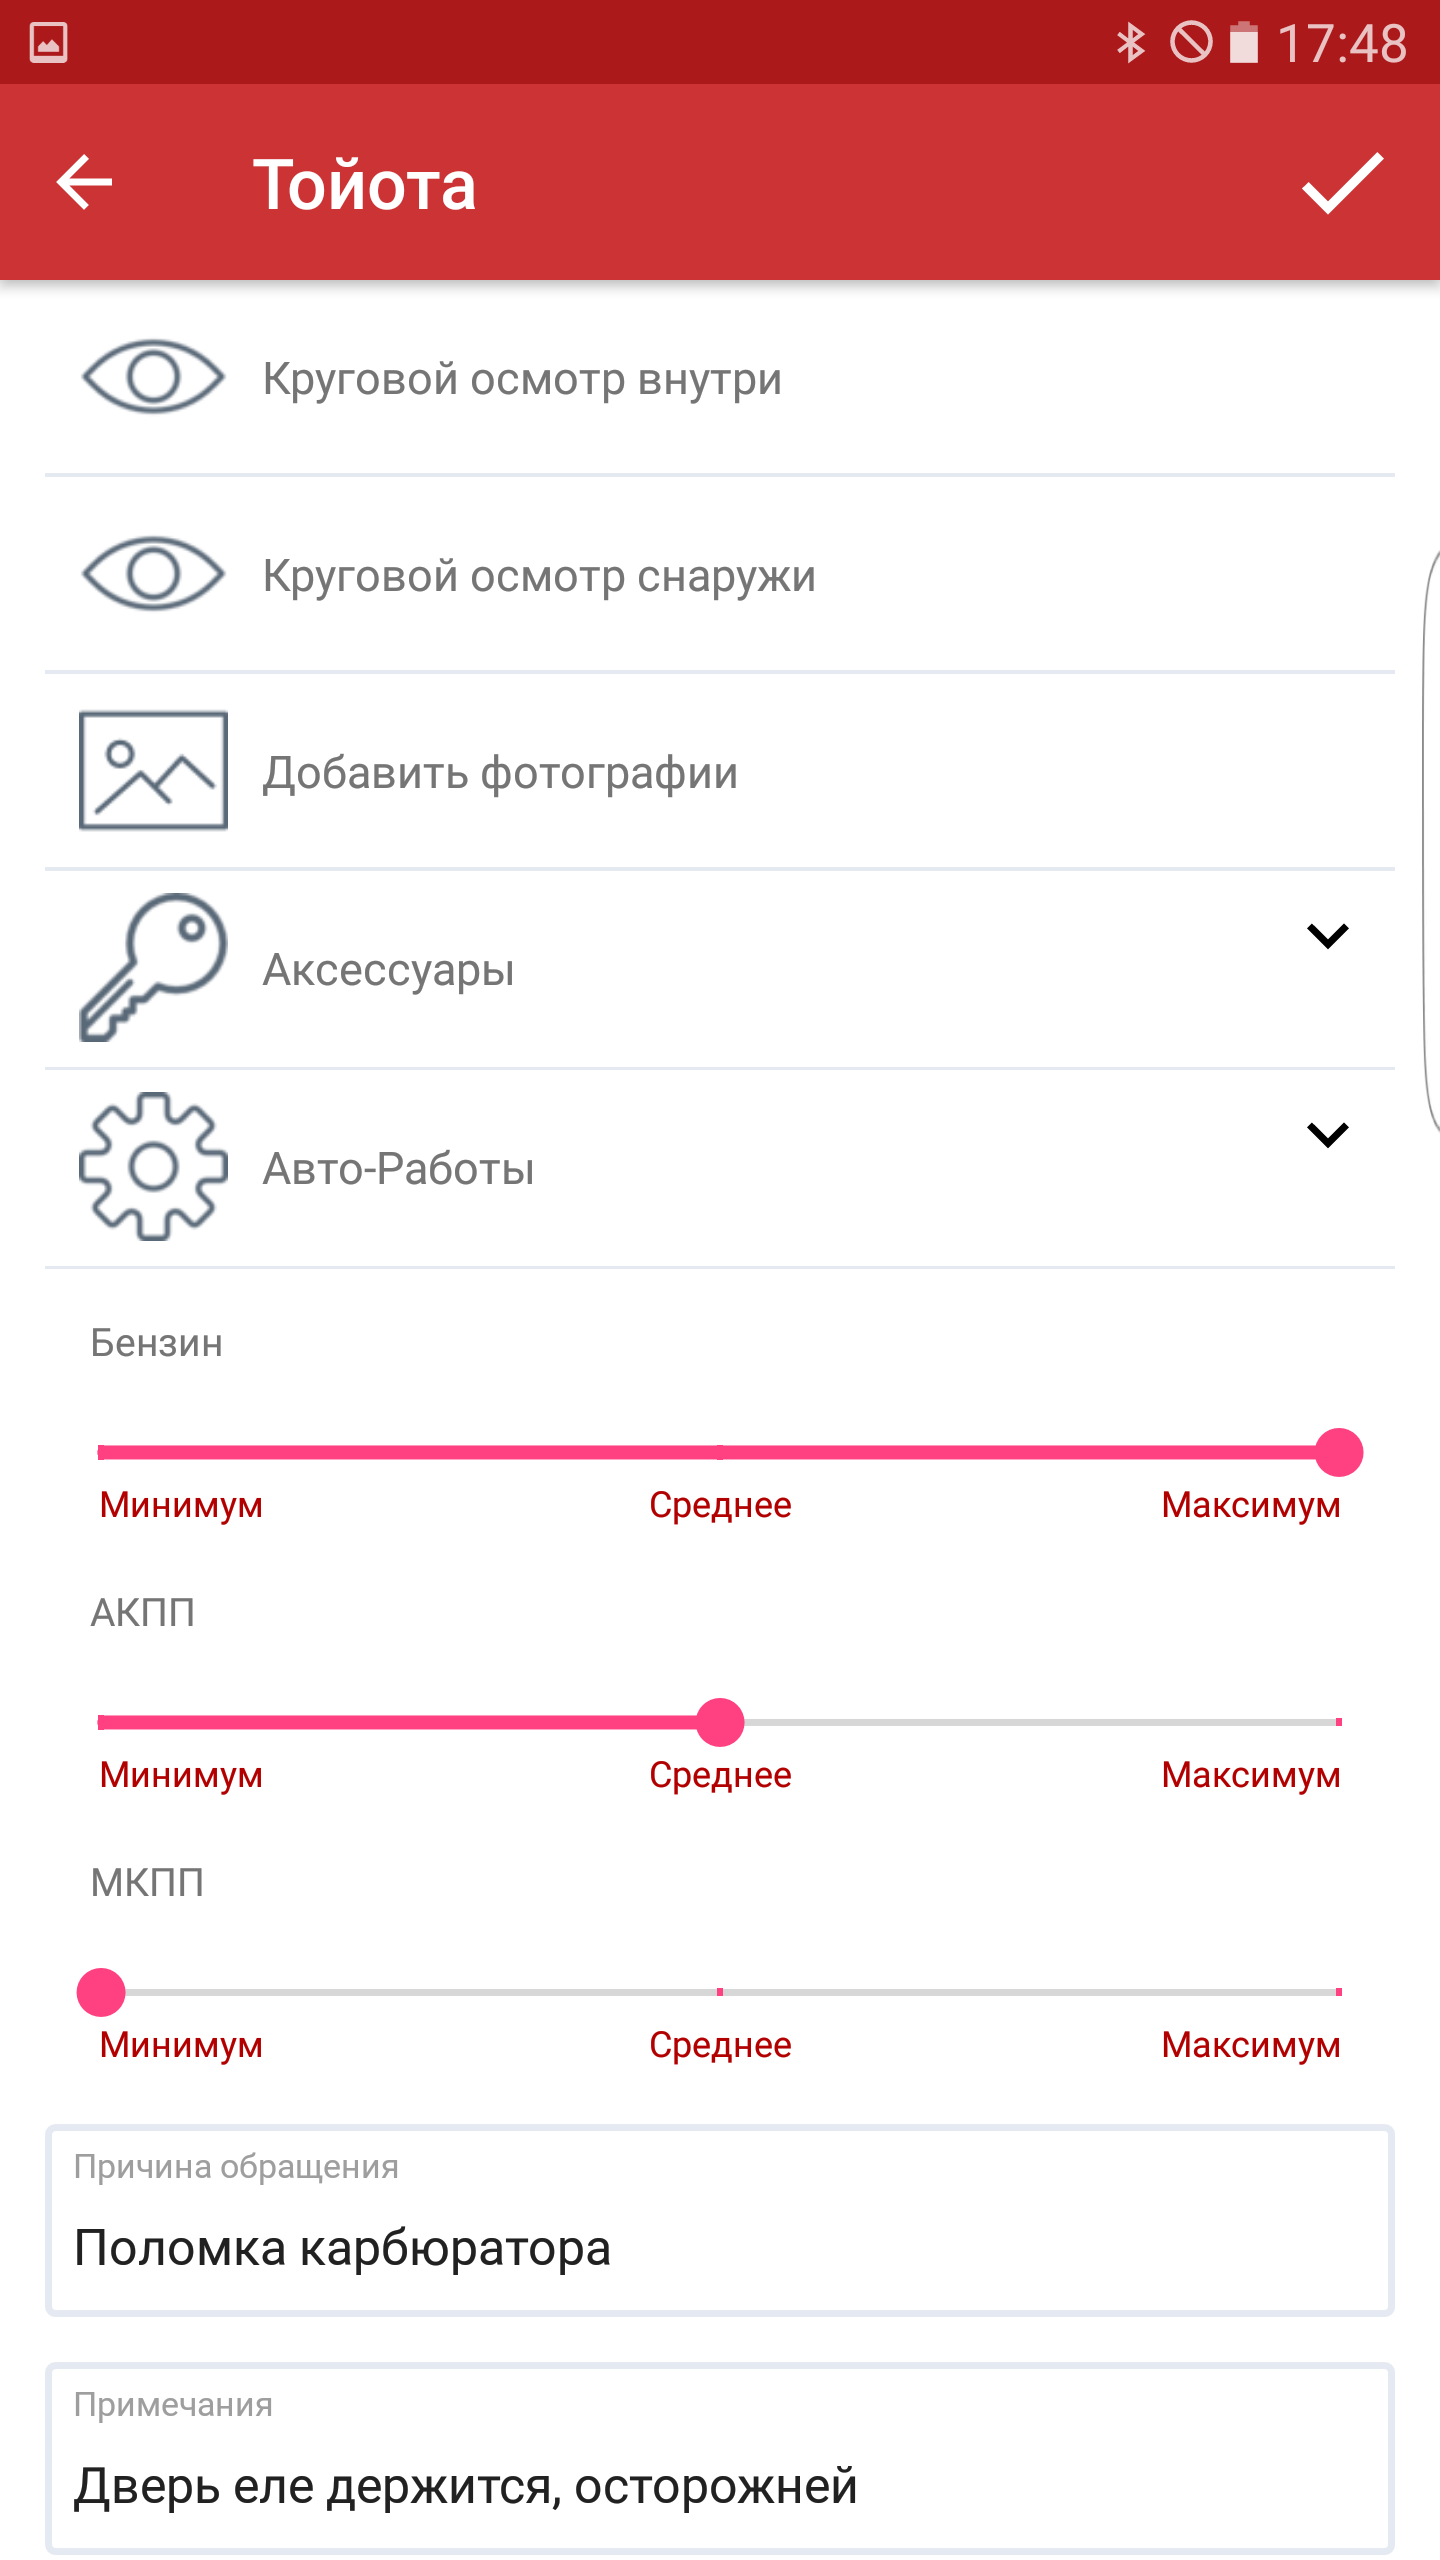 17:48
Тойота
Круговой осмотр внутри
Круговой осмотр снаружи
Добавить фотографии
Аксессуары
Авто-Работы
Бензин
Минимум Среднее Максимум
АКПП
Минимум Среднее Максимум
МКПП
Минимум Среднее Максимум
Причина обращения
Поломка карбюратора
Примечания
Дверь еле держится, осторожней